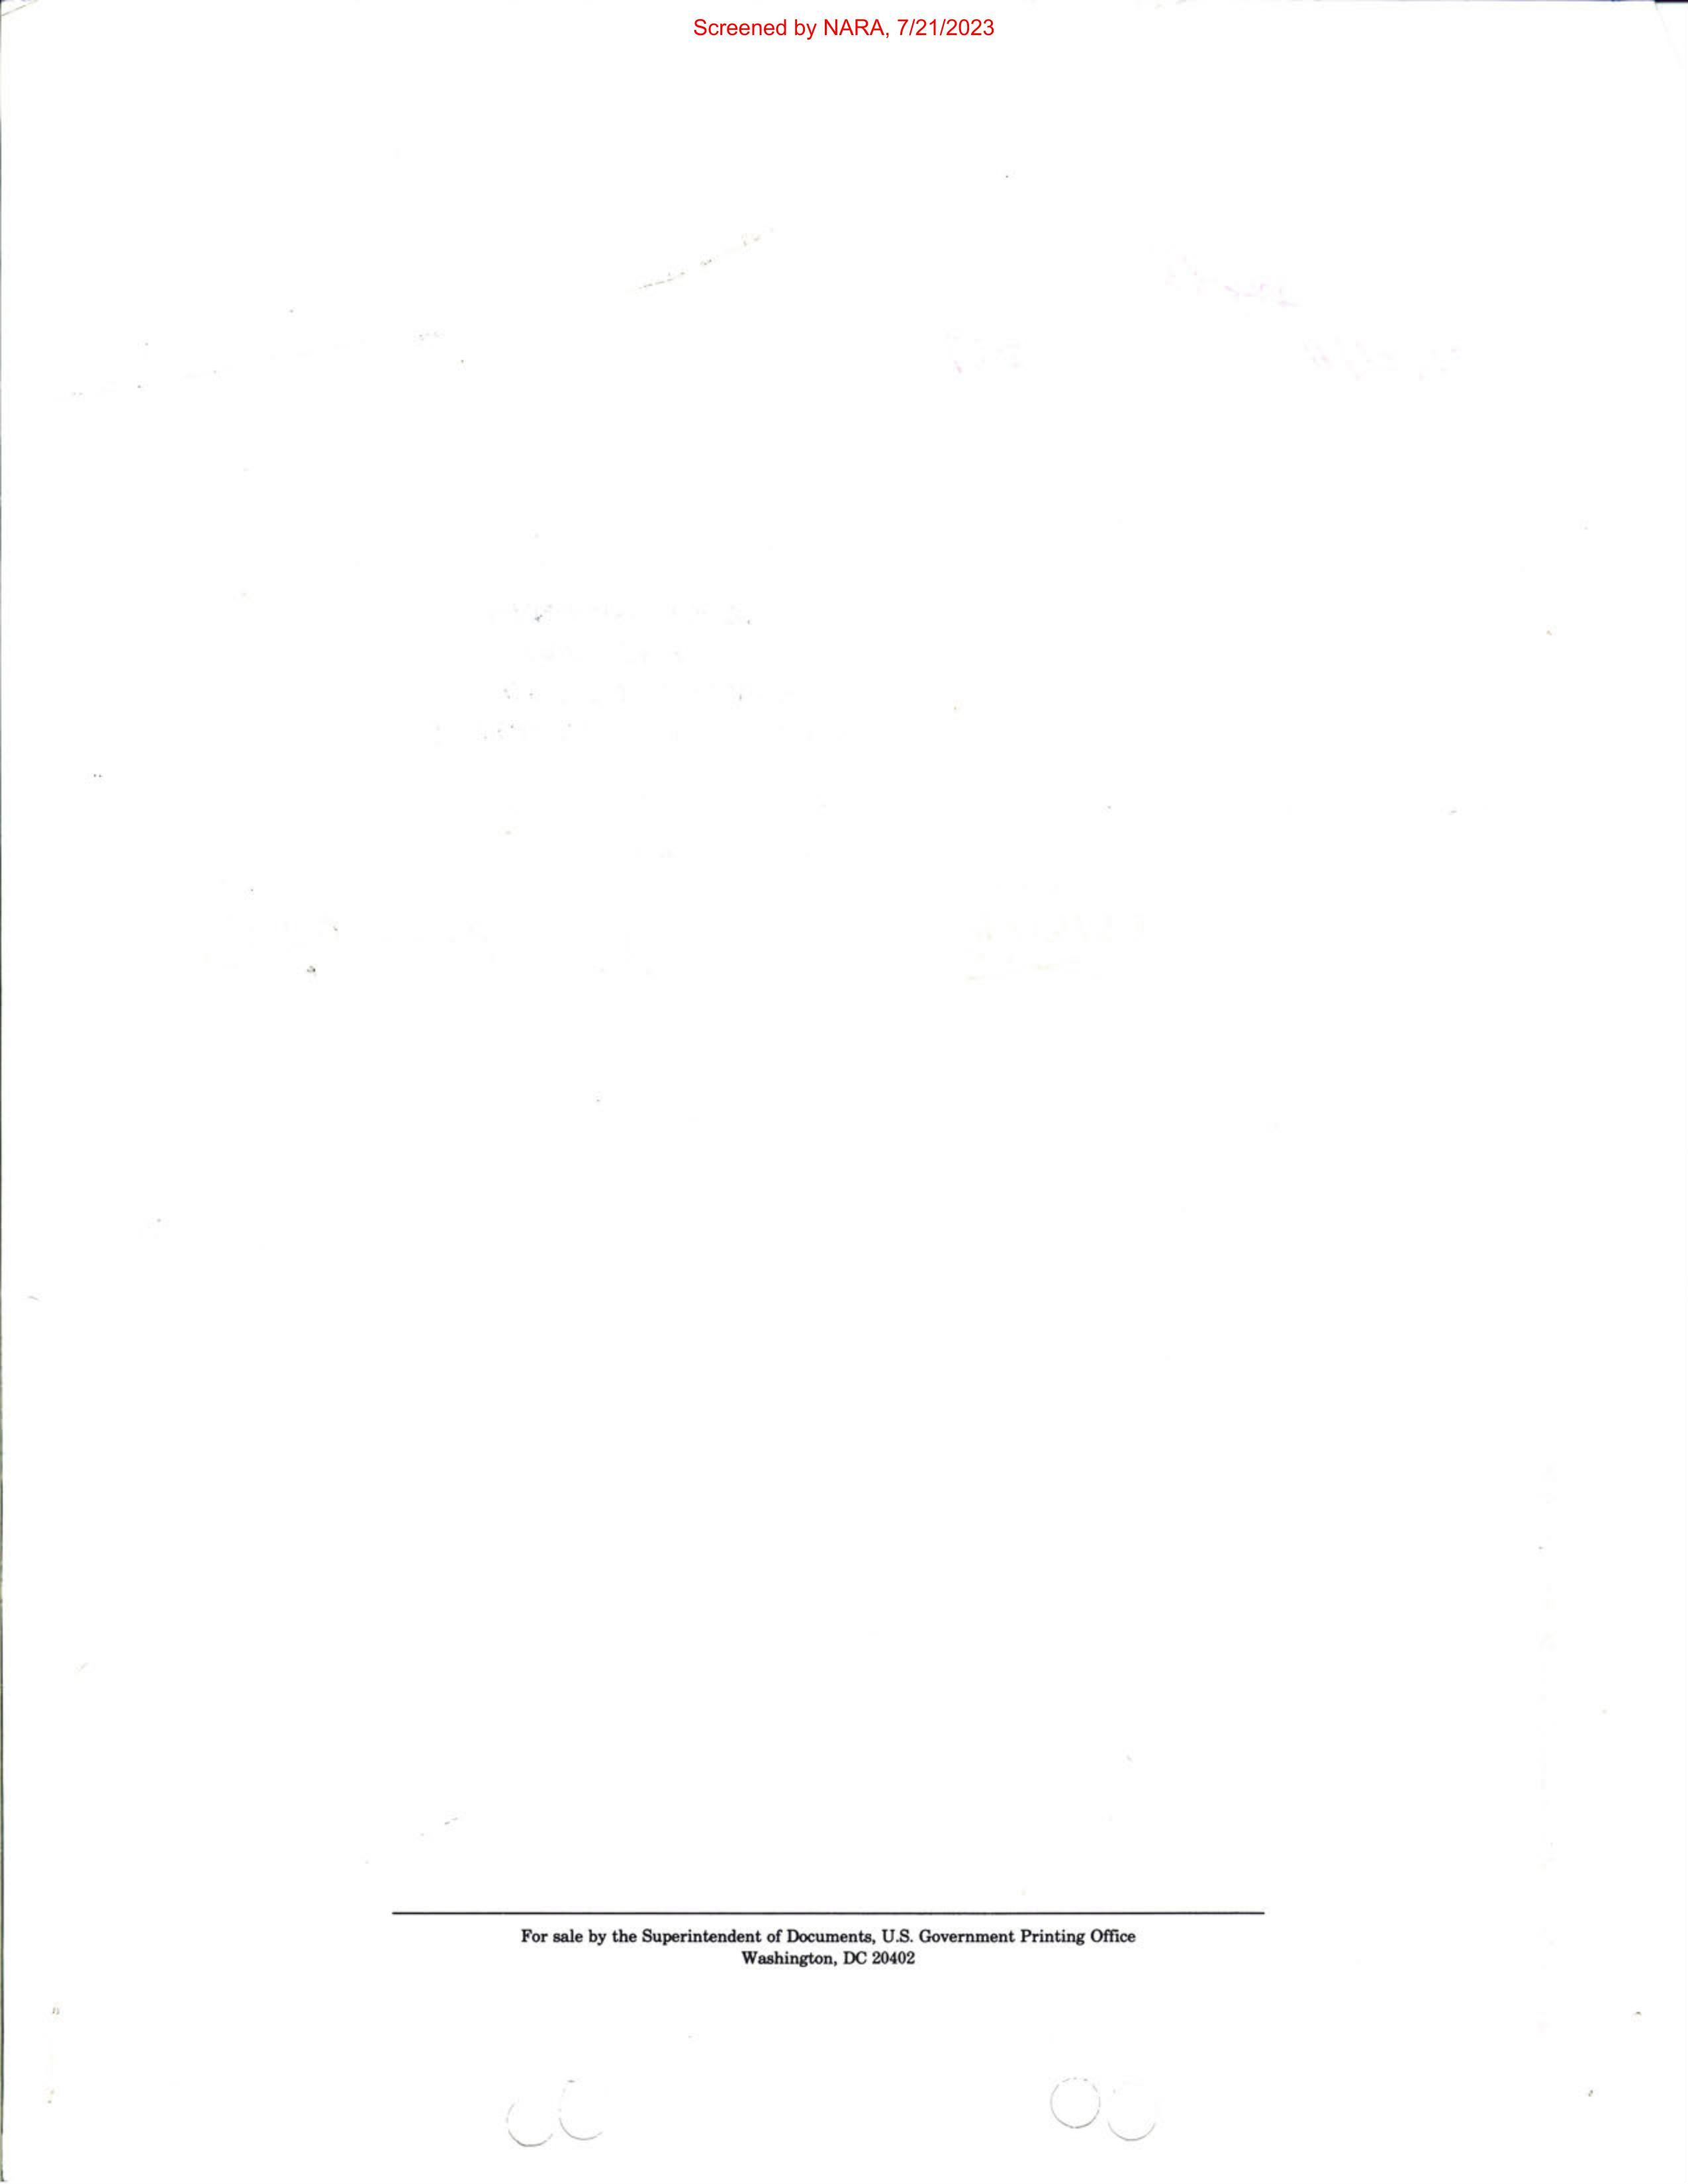 Screened by NARA, 7/21/2023
For sale by the Superintendent of Documents, U.S. Government Printing Office
Washington, DC 20402